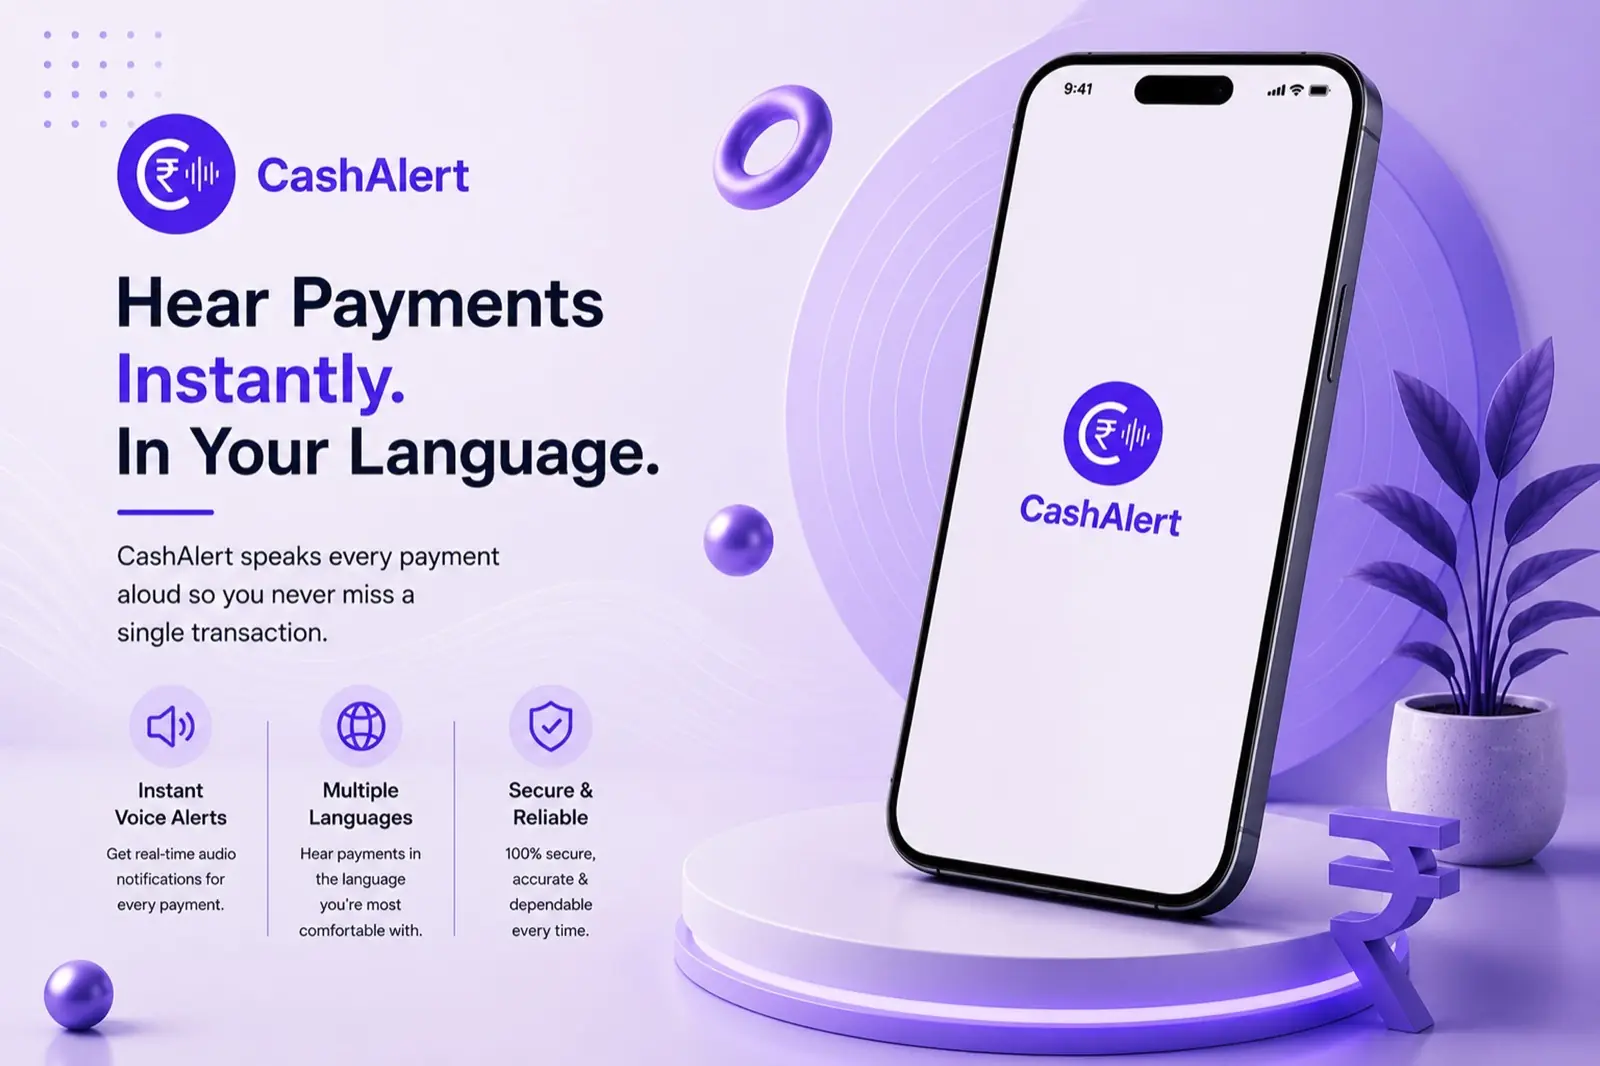 CashAlert
Hear Payments
Instantly.
In Your Language.
CashAlert speaks every payment
aloud so you never miss a
single transaction.
Instant
Voice Alerts
Get real-time audio
notifications for
every payment.
Multiple
Languages
Hear payments in
the language
you're most
comfortable with.
Secure &
Reliable
100% secure,
accurate &
dependable
every time.
9:41
₹
CashAlert
₹